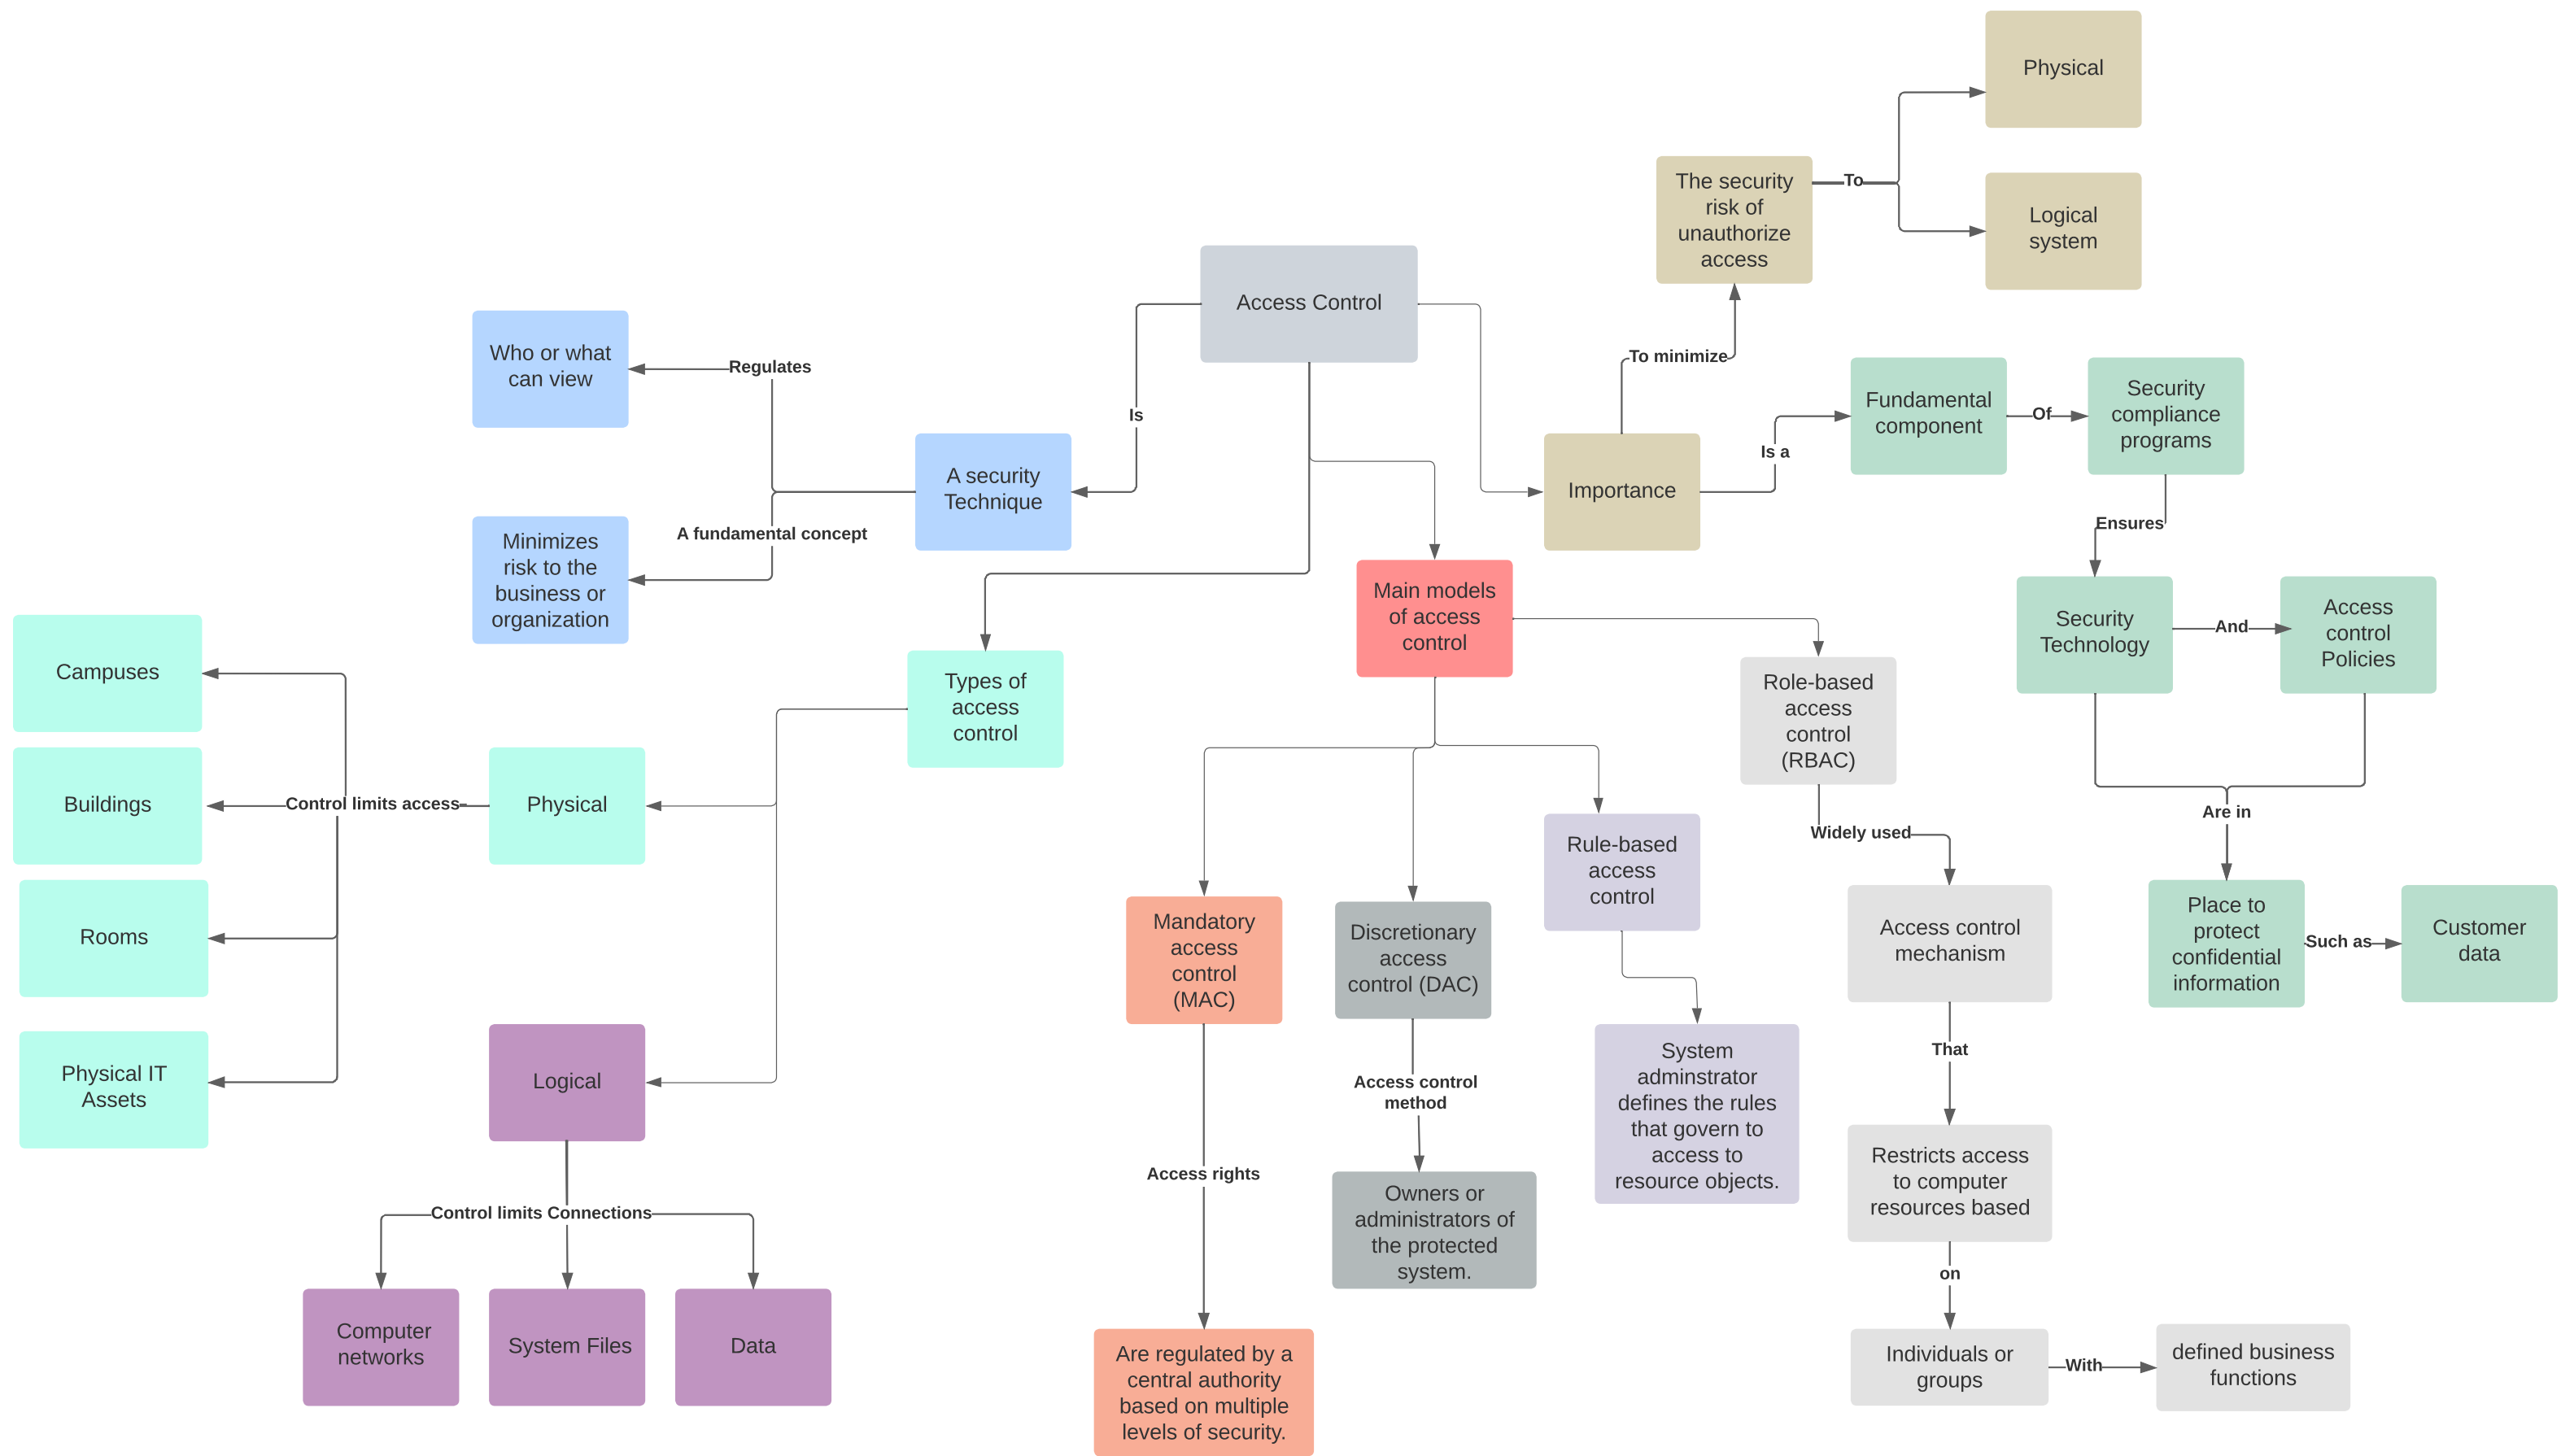 Physical
The security
risk of
unauthorize
access
To
Logical
system
Access Control
Who or what
can view
Regulates
To minimize
Is
Fundamental
component
Of
Security
compliance
programs
Is a
A security
Technique
Importance
A fundamental concept
Minimizes
risk to the
business or
organization
Ensures
Main models
of access
control
Security
Technology
And
Access
control
Policies
Campuses
Types of
access
control
Role-based
access
control
(RBAC)
Buildings
Control limits access
Physical
Are in
Widely used
Rule-based
access
control
Rooms
Mandatory
access
control
(MAC)
Discretionary
access
control (DAC)
Access control
mechanism
Place to
protect
confidential
information
Such as
Customer
data
Physical IT
Assets
Logical
Access control
method
System
adminstrator
defines the rules
that govern to
access to
resource objects.
That
Access rights
Restricts access
to computer
resources based
Control limits Connections
Owners or
administrators of
the protected
system.
on
Computer
networks
System Files
Data
Are regulated by a
central authority
based on multiple
levels of security.
Individuals or
groups
With
defined business
functions